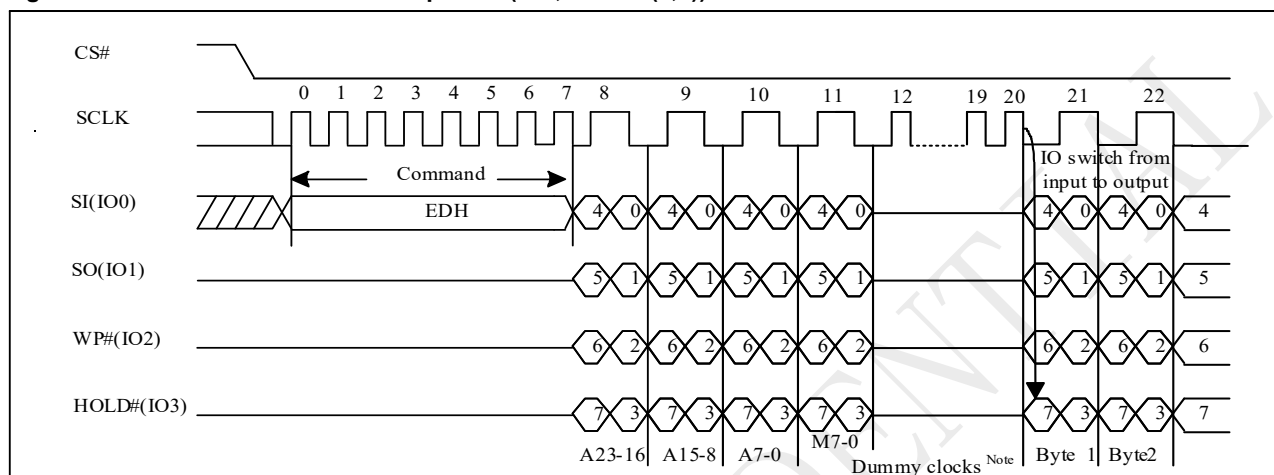 CS#
0 1 2 3 4 5 6 7 8 9 10 11 12 19 20 21 22
SCLK
Command
IO switch from
input to output
SI(IO0)
EDH
4 0 4 0 4 0 4 0 4 0 4 0 4
SO(IO1)
5 1 5 1 5 1 5 1 5 1 5 1 5
WP#(IO2)
6 2 6 2 6 2 6 2 6 2 6 2 6
HOLD#(IO3)
7 3 7 3 7 3 7 3 7 3 7 3 7
A23-16 A15-8 A7-0 M7-0 Dummy clocks Note Byte 1 Byte2